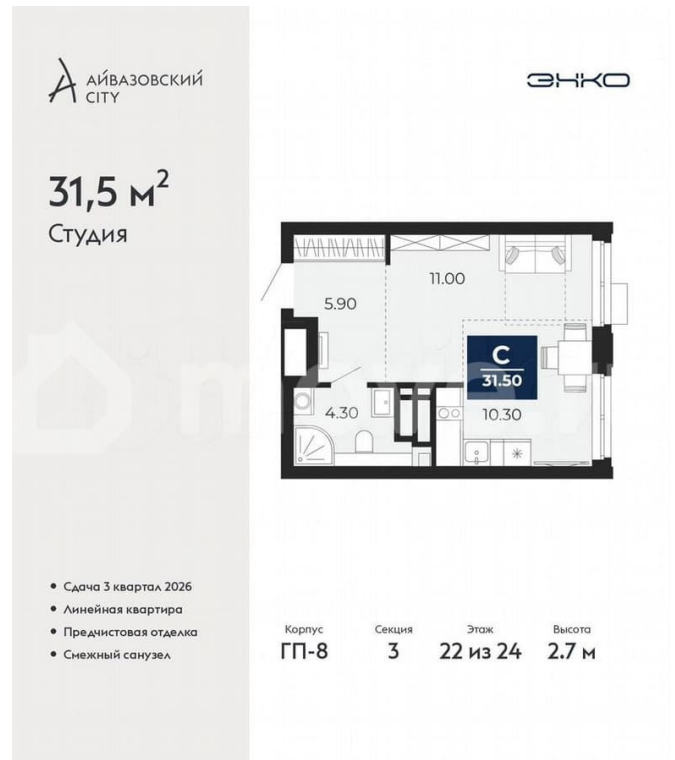 АЙВАЗОВСКИЙ
CITY
ЭНКО
31,5 м²
Студия
11.00
5.90
С
31.50
4.30
10.30
• Сдача 3 квартал 2026
• Линейная квартира
• Предчистовая отделка
• Смежный санузел
Корпус Секция Этаж Высота
ГП-8 3 22 из 24 2.7 м